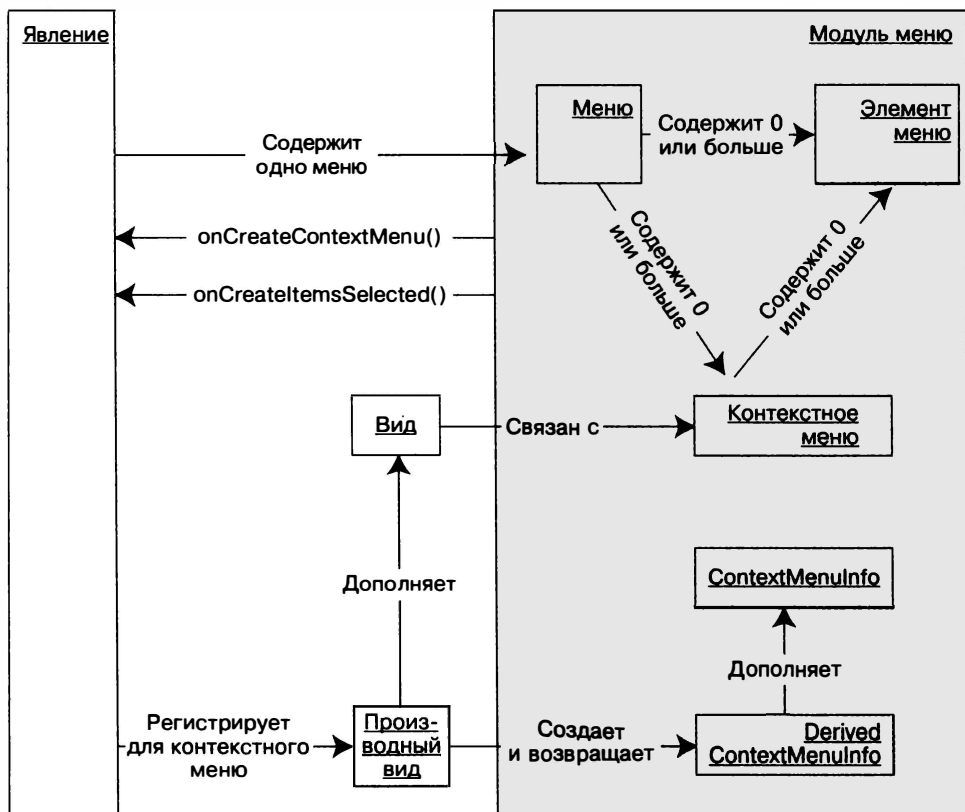 Явление
Модуль меню
Меню
Содержит 0
или больше
Элемент
меню
Содержит
одно меню
onCreateContextMenu()
onCreateItemsSelected()
Содержит 0
или больше
Содержит 0
или больше
Вид
Связан с
Контекстное
меню
Дополняет
ContextMenuInfo
Дополняет
Регистрирует
для контекстного
меню
Произ-
водный
вид
Создает
и возвращает
Derived
ContextMenuInfo